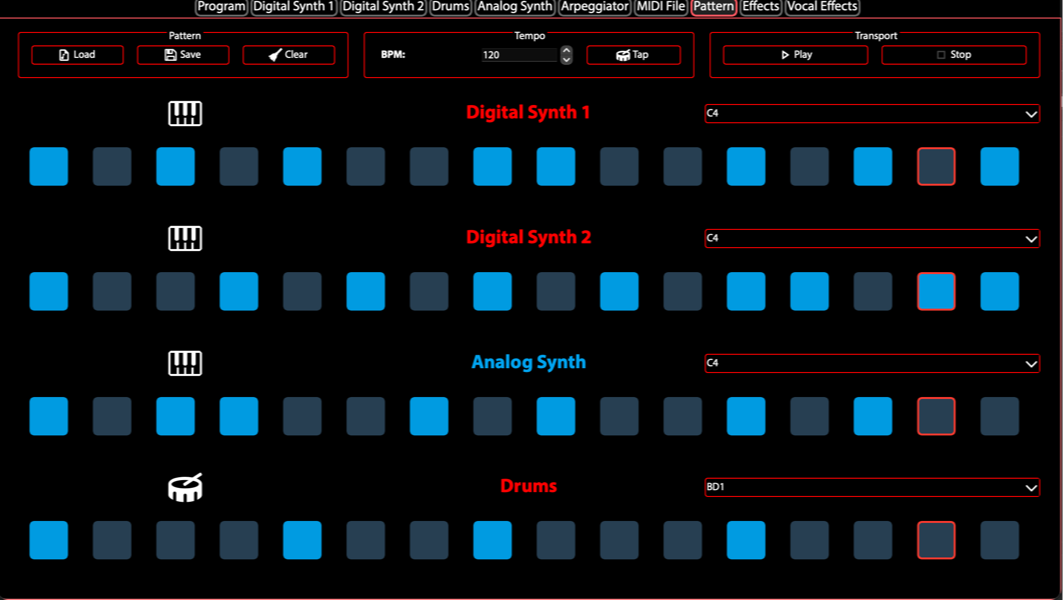 Program Digital Synth 1 Digital Synth 2 Drums Analog Synth Arpeggiator MIDI File Pattern Effects Vocal Effects
Pattern Tempo Transport
Load Save Clear BPM: 120 Tap Play Stop
Digital Synth 1 C4
Digital Synth 2 C4
Analog Synth C4
Drums BD1